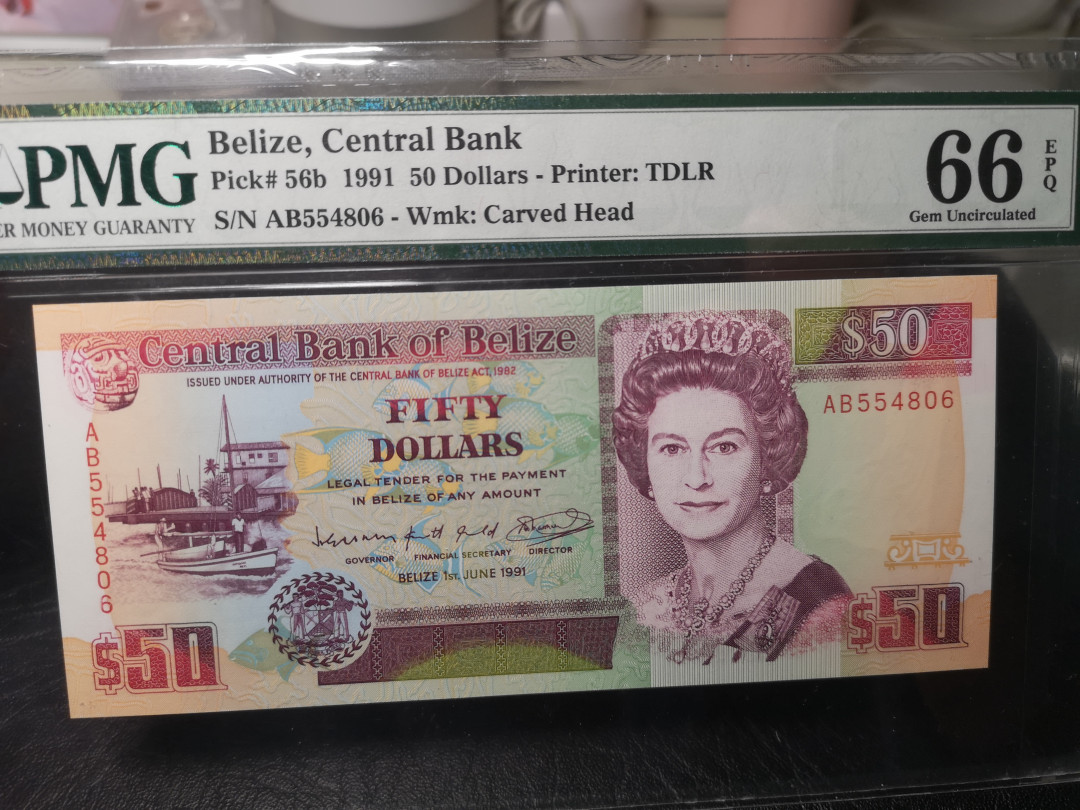 PMG
ER MONEY GUARANTY
Belize, Central Bank
Pick# 56b 1991 50 Dollars - Printer: TDLR
S/N AB554806 - Wmk: Carved Head
66
EPQ
Gem Uncirculated
Central Bank of Belize
ISSUED UNDER AUTHORITY OF THE CENTRAL BANK OF BELIZE ACT, 1982
$50
AB554806
AB554806
FIFTY
DOLLARS
LEGAL TENDER FOR THE PAYMENT
IN BELIZE OF ANY AMOUNT
GOVERNOR FINANCIAL SECRETARY DIRECTOR
BELIZE 1ST. JUNE 1991
$50
$50